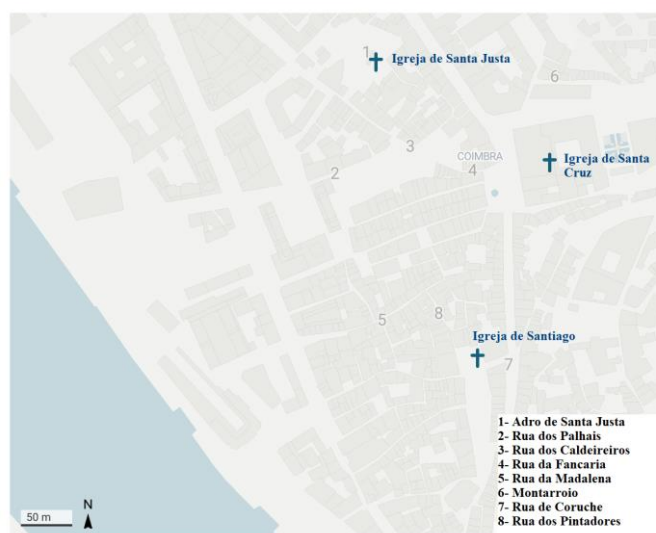 1
Igreja de Santa Justa
6
3
COIMBRA
Igreja de Santa
Cruz
2
4
8
5
Igreja de Santiago
7
1- Adro de Santa Justa
2- Rua dos Palhais
3- Rua dos Caldeireiros
4- Rua da Fancaria
5- Rua da Madalena
6- Montarroio
7- Rua de Coruche
8- Rua dos Pintadores
N
50 m